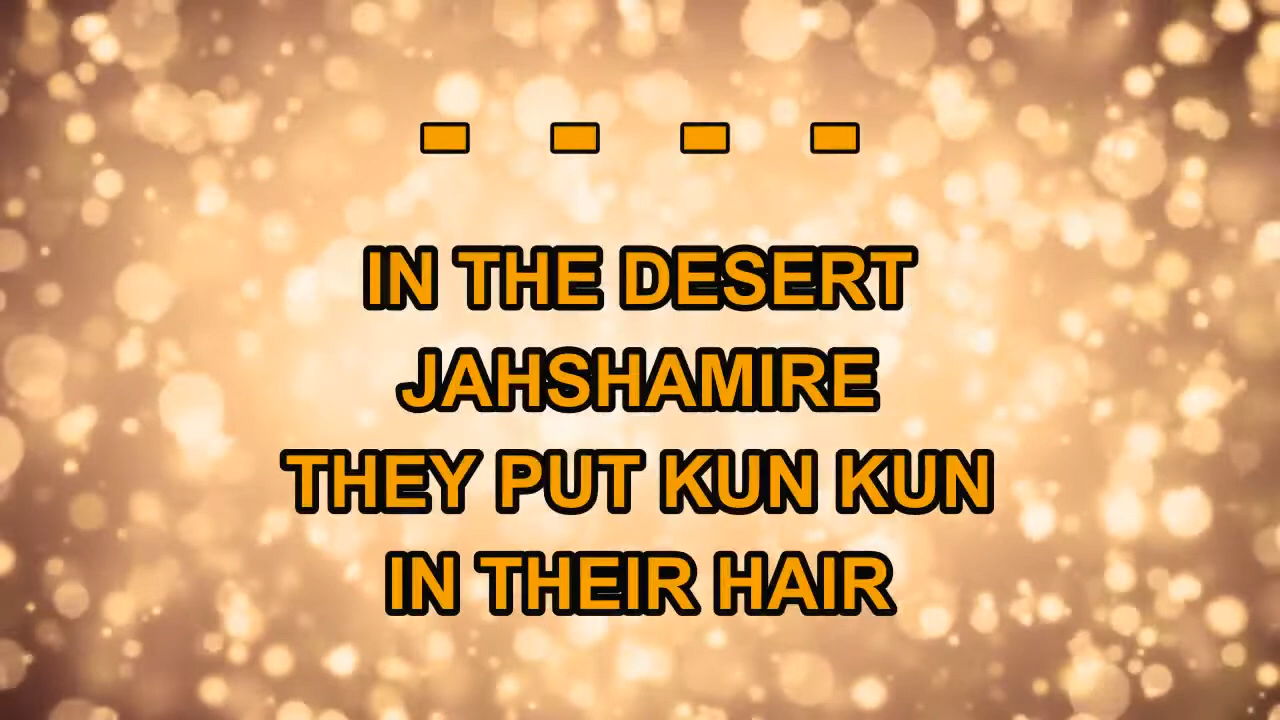 - - - -
IN THE DESERT
JAHSHAMIRE
THEY PUT KUN KUN
IN THEIR HAIR